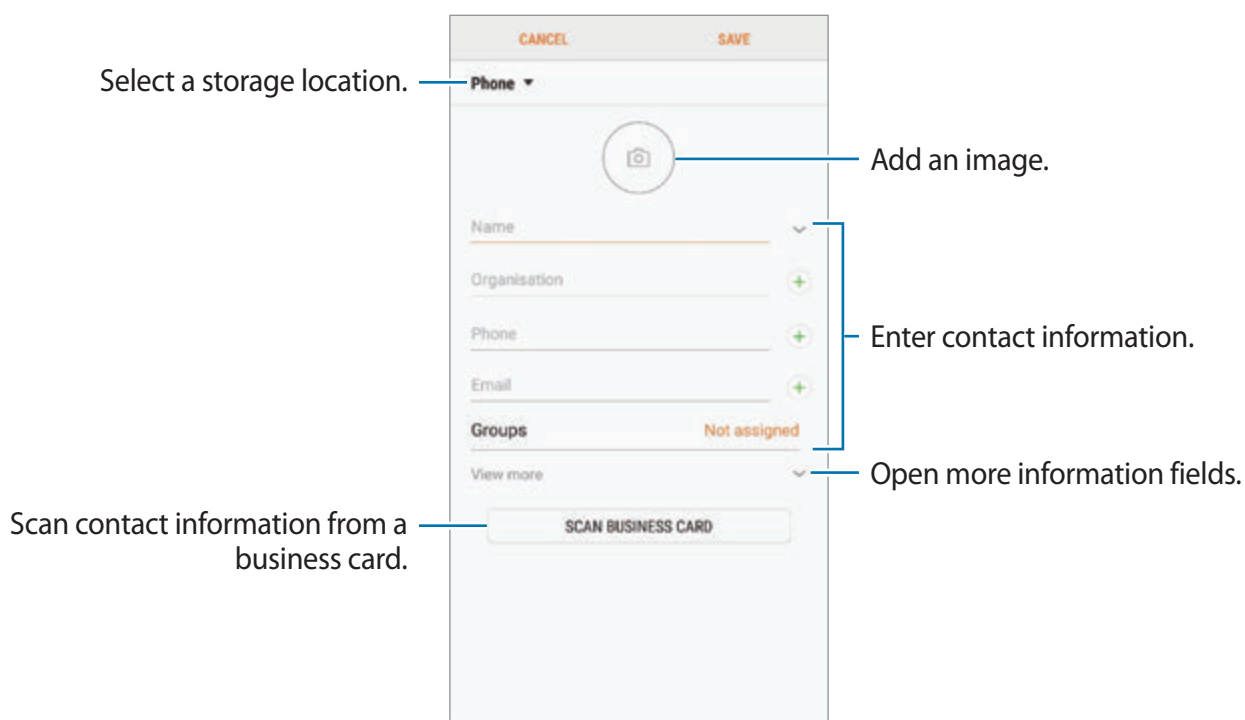 CANCEL SAVE
Select a storage location.
Phone
Add an image.
Name
Organisation
Phone
Enter contact information.
Email
Groups Not assigned
View more
Open more information fields.
Scan contact information from a
business card.
SCAN BUSINESS CARD